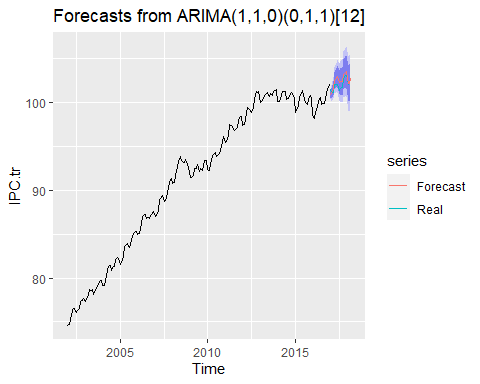 Forecasts from ARIMA(1,1,0)(0,1,1)[12]
100
90
80
IPC.tr
2005
2010
2015
Time
series
Forecast
Real